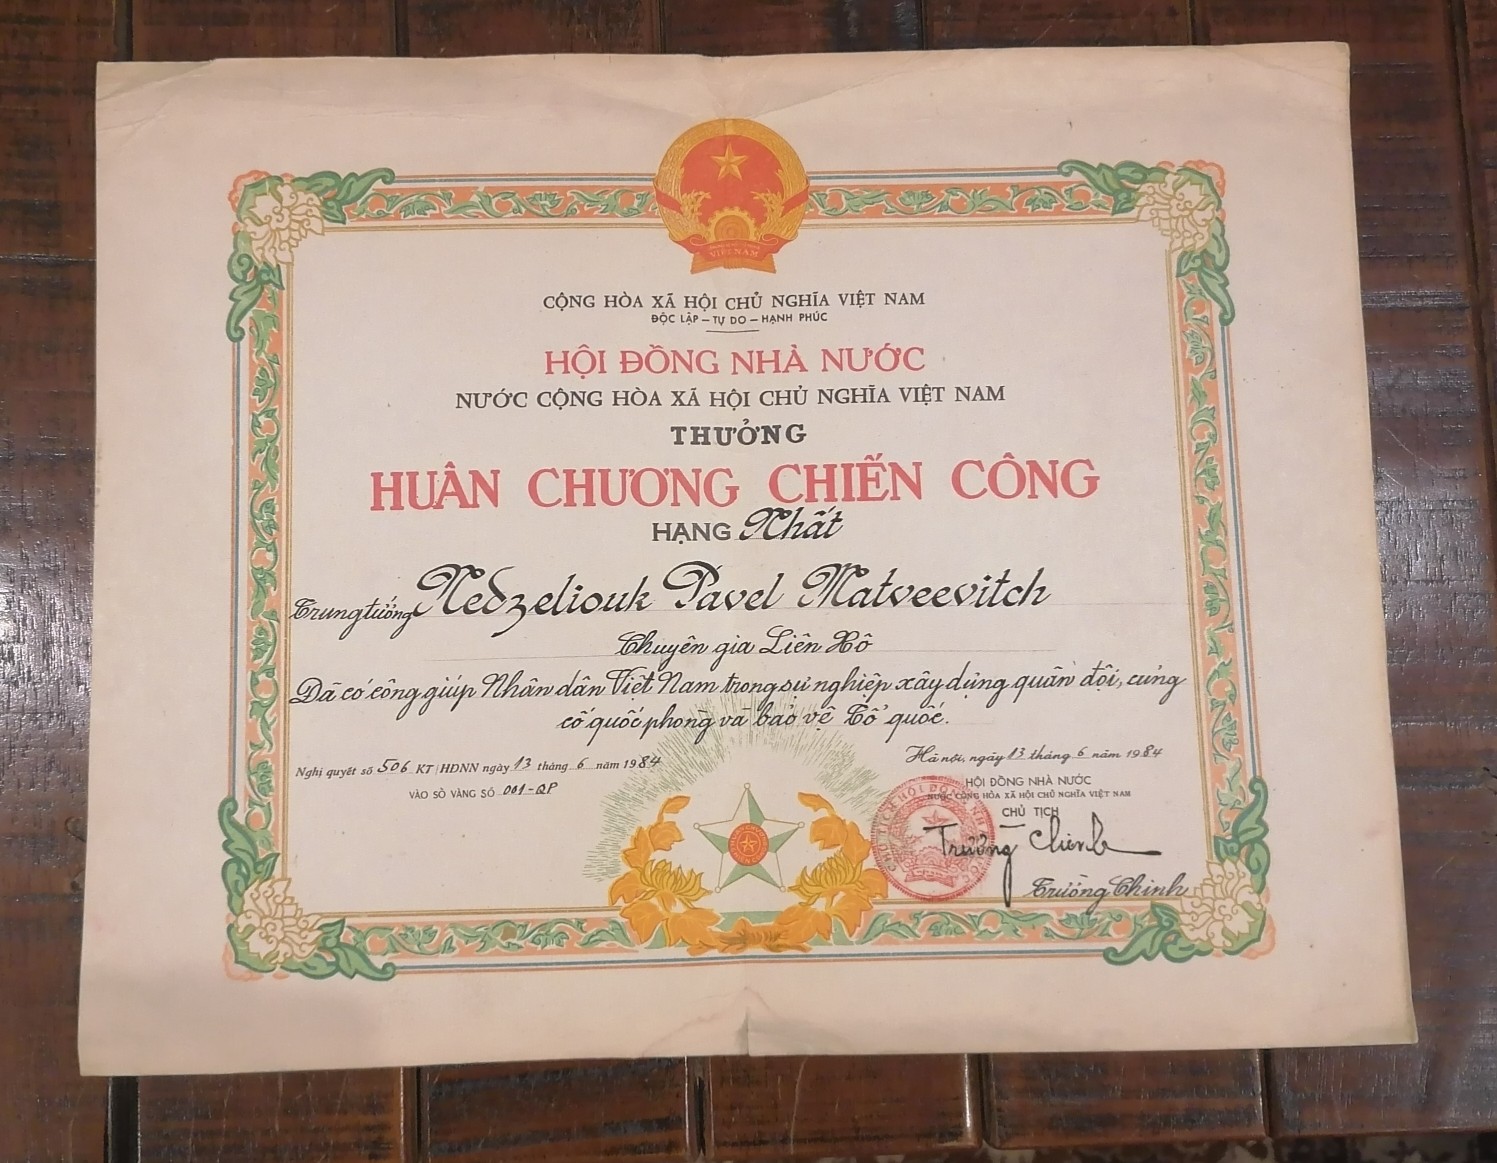 VIỆT NAM
CỘNG HÒA XÃ HỘI CHỦ NGHĨA VIỆT NAM
ĐỘC LẬP – TỰ DO – HẠNH PHÚC
HỘI ĐỒNG NHÀ NƯỚC
NƯỚC CỘNG HÒA XÃ HỘI CHỦ NGHĨA VIỆT NAM
THƯỞNG
HUÂN CHƯƠNG CHIẾN CÔNG
HẠNG Nhất
Trung tướng Nedzeliouk Pavel Matveevitch
Chuyên gia Liên Xô
Đã có công giúp Nhân dân Việt Nam trong sự nghiệp xây dựng quân đội, củng
cố quốc phòng và bảo vệ Tổ quốc.
Nghị quyết số 506 KT/HĐNN ngày 13 tháng 6 năm 1984
VÀO SỔ VÀNG SỐ 001-QP
Hà nội, ngày 13 tháng 6 năm 1984
HỘI ĐỒNG NHÀ NƯỚC
NƯỚC CỘNG HÒA XÃ HỘI CHỦ NGHĨA VIỆT NAM
CHỦ TỊCH
Trường Chinh
Trường Chinh